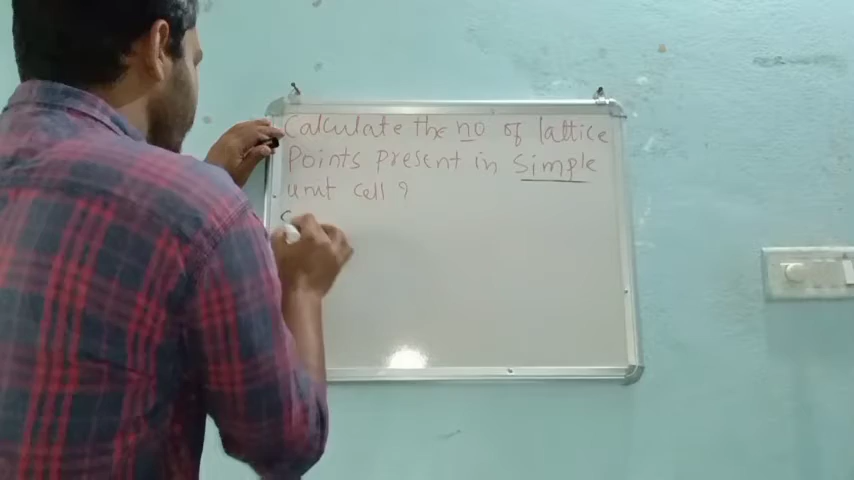 Calculate the no of lattice
Points present in Simple
unit cell ?
S